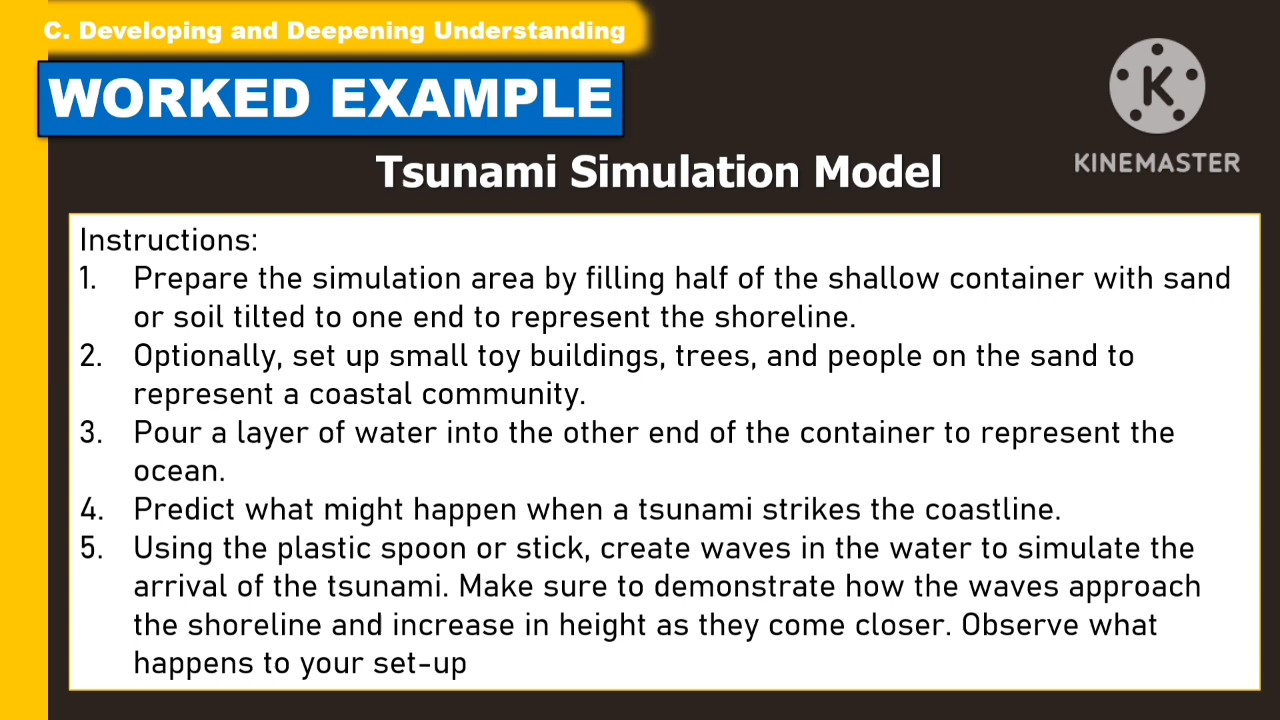 C. Developing and Deepening Understanding
WORKED EXAMPLE
K
KINEMASTER
Tsunami Simulation Model
Instructions:
1. Prepare the simulation area by filling half of the shallow container with sand
or soil tilted to one end to represent the shoreline.
2. Optionally, set up small toy buildings, trees, and people on the sand to
represent a coastal community.
3. Pour a layer of water into the other end of the container to represent the
ocean.
4. Predict what might happen when a tsunami strikes the coastline.
5. Using the plastic spoon or stick, create waves in the water to simulate the
arrival of the tsunami. Make sure to demonstrate how the waves approach
the shoreline and increase in height as they come closer. Observe what
happens to your set-up